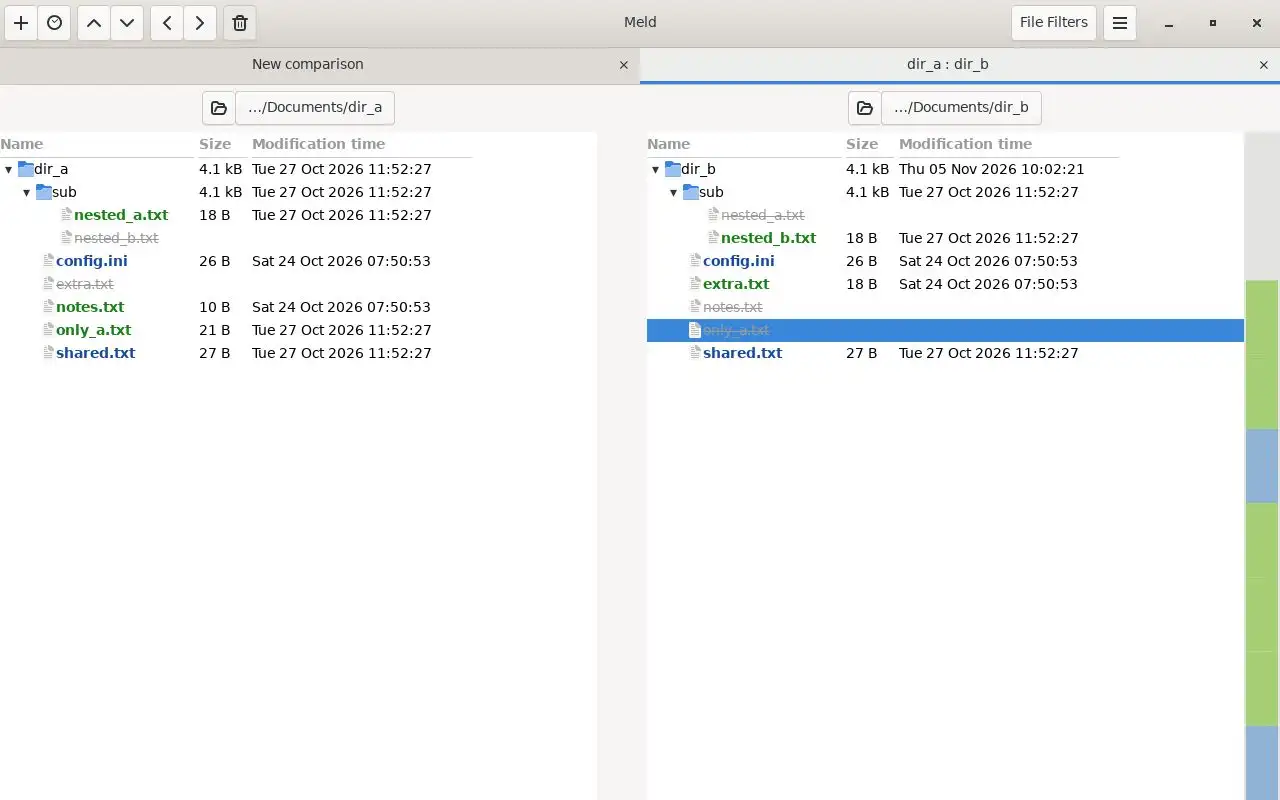 Meld
File Filters
New comparison
dir_a : dir_b
.../Documents/dir_a
.../Documents/dir_b
Name Size Modification time
dir_a 4.1 kB Tue 27 Oct 2026 11:52:27
sub 4.1 kB Tue 27 Oct 2026 11:52:27
nested_a.txt 18 B Tue 27 Oct 2026 11:52:27
nested_b.txt
config.ini 26 B Sat 24 Oct 2026 07:50:53
extra.txt
notes.txt 10 B Sat 24 Oct 2026 07:50:53
only_a.txt 21 B Tue 27 Oct 2026 11:52:27
shared.txt 27 B Tue 27 Oct 2026 11:52:27
Name Size Modification time
dir_b 4.1 kB Thu 05 Nov 2026 10:02:21
sub 4.1 kB Tue 27 Oct 2026 11:52:27
nested_a.txt
nested_b.txt 18 B Tue 27 Oct 2026 11:52:27
config.ini 26 B Sat 24 Oct 2026 07:50:53
extra.txt 18 B Sat 24 Oct 2026 07:50:53
notes.txt
only_a.txt
shared.txt 27 B Tue 27 Oct 2026 11:52:27